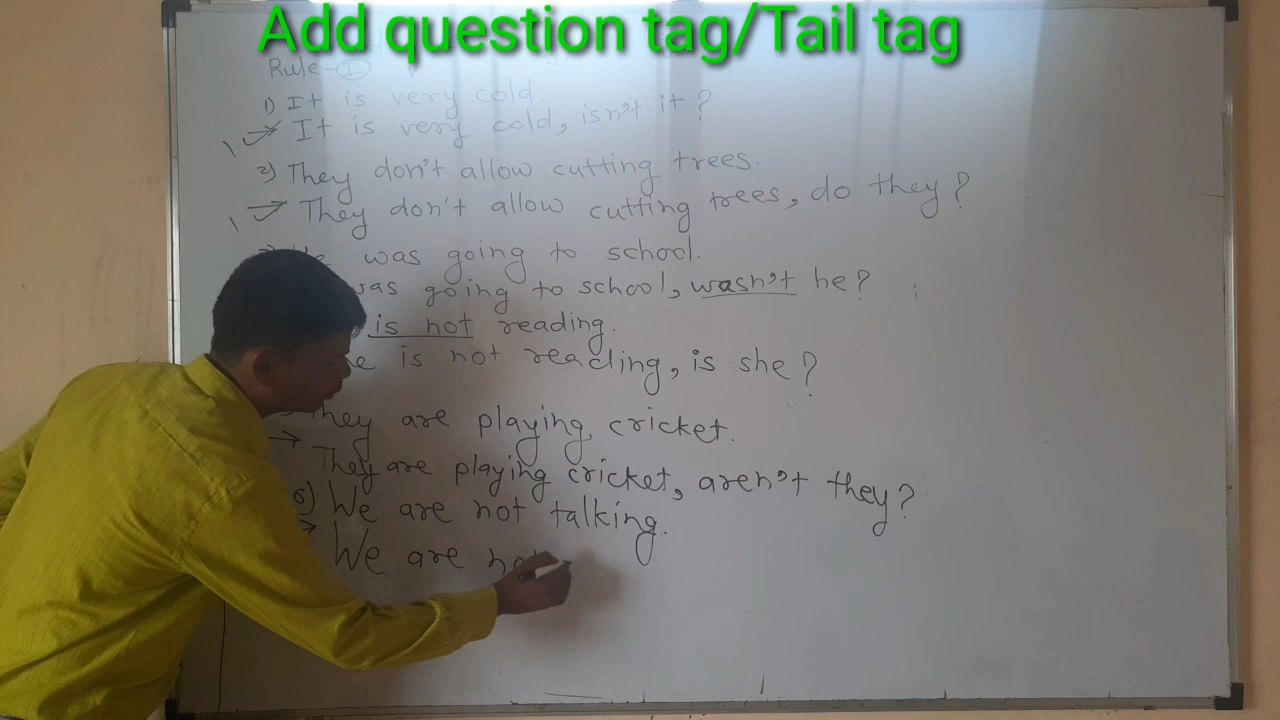 Add question tag/Tail tag
Rule-I
1) It is very cold
It is very cold, isn't it?
2) They don't allow cutting trees.
They don't allow cutting trees, do they?
was going to school.
was going to school, wasn't he?
is not reading.
is not reading, is she?
They are playing cricket.
They are playing cricket, aren't they?
6) We are not talking.
We are not